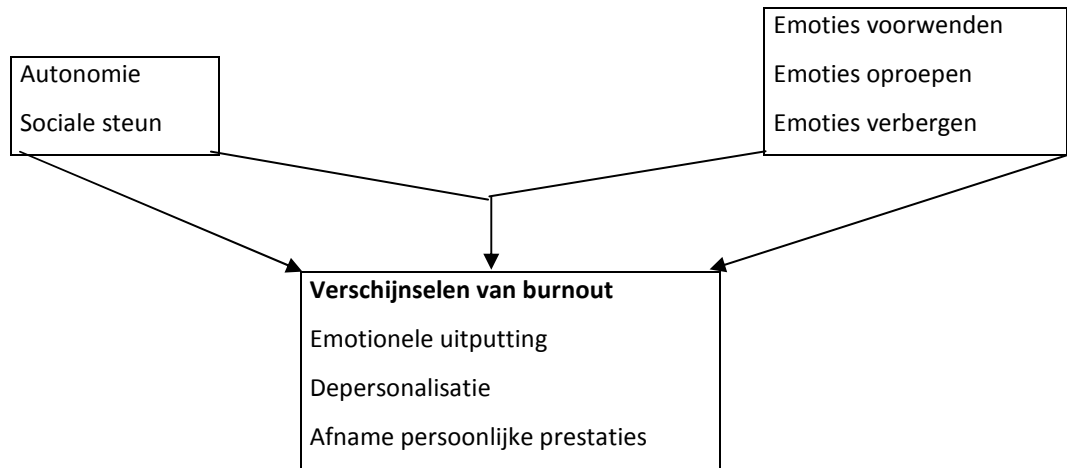 Autonomie
Sociale steun
Emoties voorwenden
Emoties oproepen
Emoties verbergen
Verschijnselen van burnout
Emotionele uitputting
Depersonalisatie
Afname persoonlijke prestaties